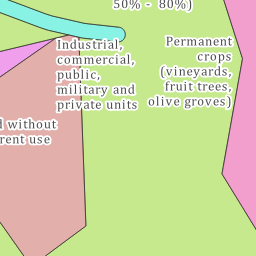 50% - 80%)
Industrial,
commercial,
public,
military and
private units
Permanent
crops
(vineyards,
fruit trees,
olive groves)
without
rent use